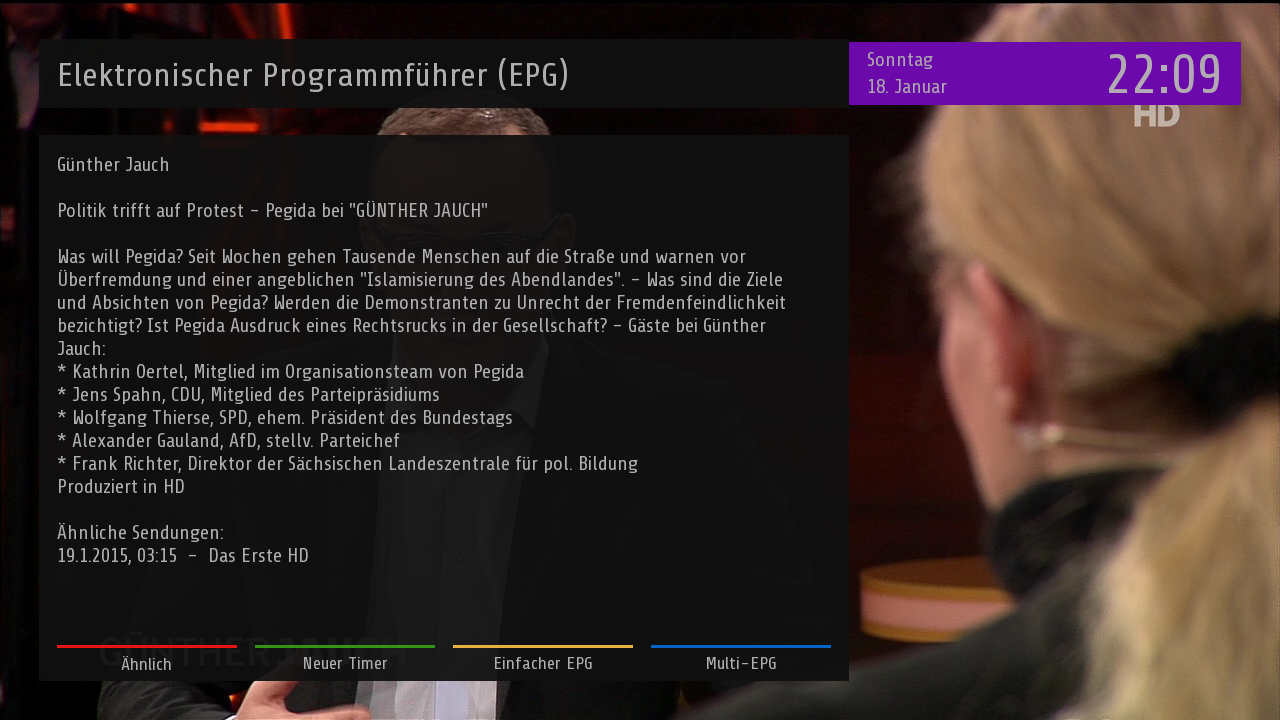 Elektronischer Programmführer (EPG)
Sonntag
18. Januar
22:09
HD
Günther Jauch
Politik trifft auf Protest - Pegida bei "GÜNTHER JAUCH"
Was will Pegida? Seit Wochen gehen Tausende Menschen auf die Straße und warnen vor
Überfremdung und einer angeblichen "Islamisierung des Abendlandes". - Was sind die Ziele
und Absichten von Pegida? Werden die Demonstranten zu Unrecht der Fremdenfeindlichkeit
bezichtigt? Ist Pegida Ausdruck eines Rechtsrucks in der Gesellschaft? - Gäste bei Günther
Jauch:
* Kathrin Oertel, Mitglied im Organisationsteam von Pegida
* Jens Spahn, CDU, Mitglied des Parteipräsidiums
* Wolfgang Thierse, SPD, ehem. Präsident des Bundestags
* Alexander Gauland, AfD, stellv. Parteichef
* Frank Richter, Direktor der Sächsischen Landeszentrale für pol. Bildung
Produziert in HD
Ähnliche Sendungen:
19.1.2015, 03:15 - Das Erste HD
GÜNTHER JAUCH
Ähnlich
Neuer Timer
Einfacher EPG
Multi-EPG